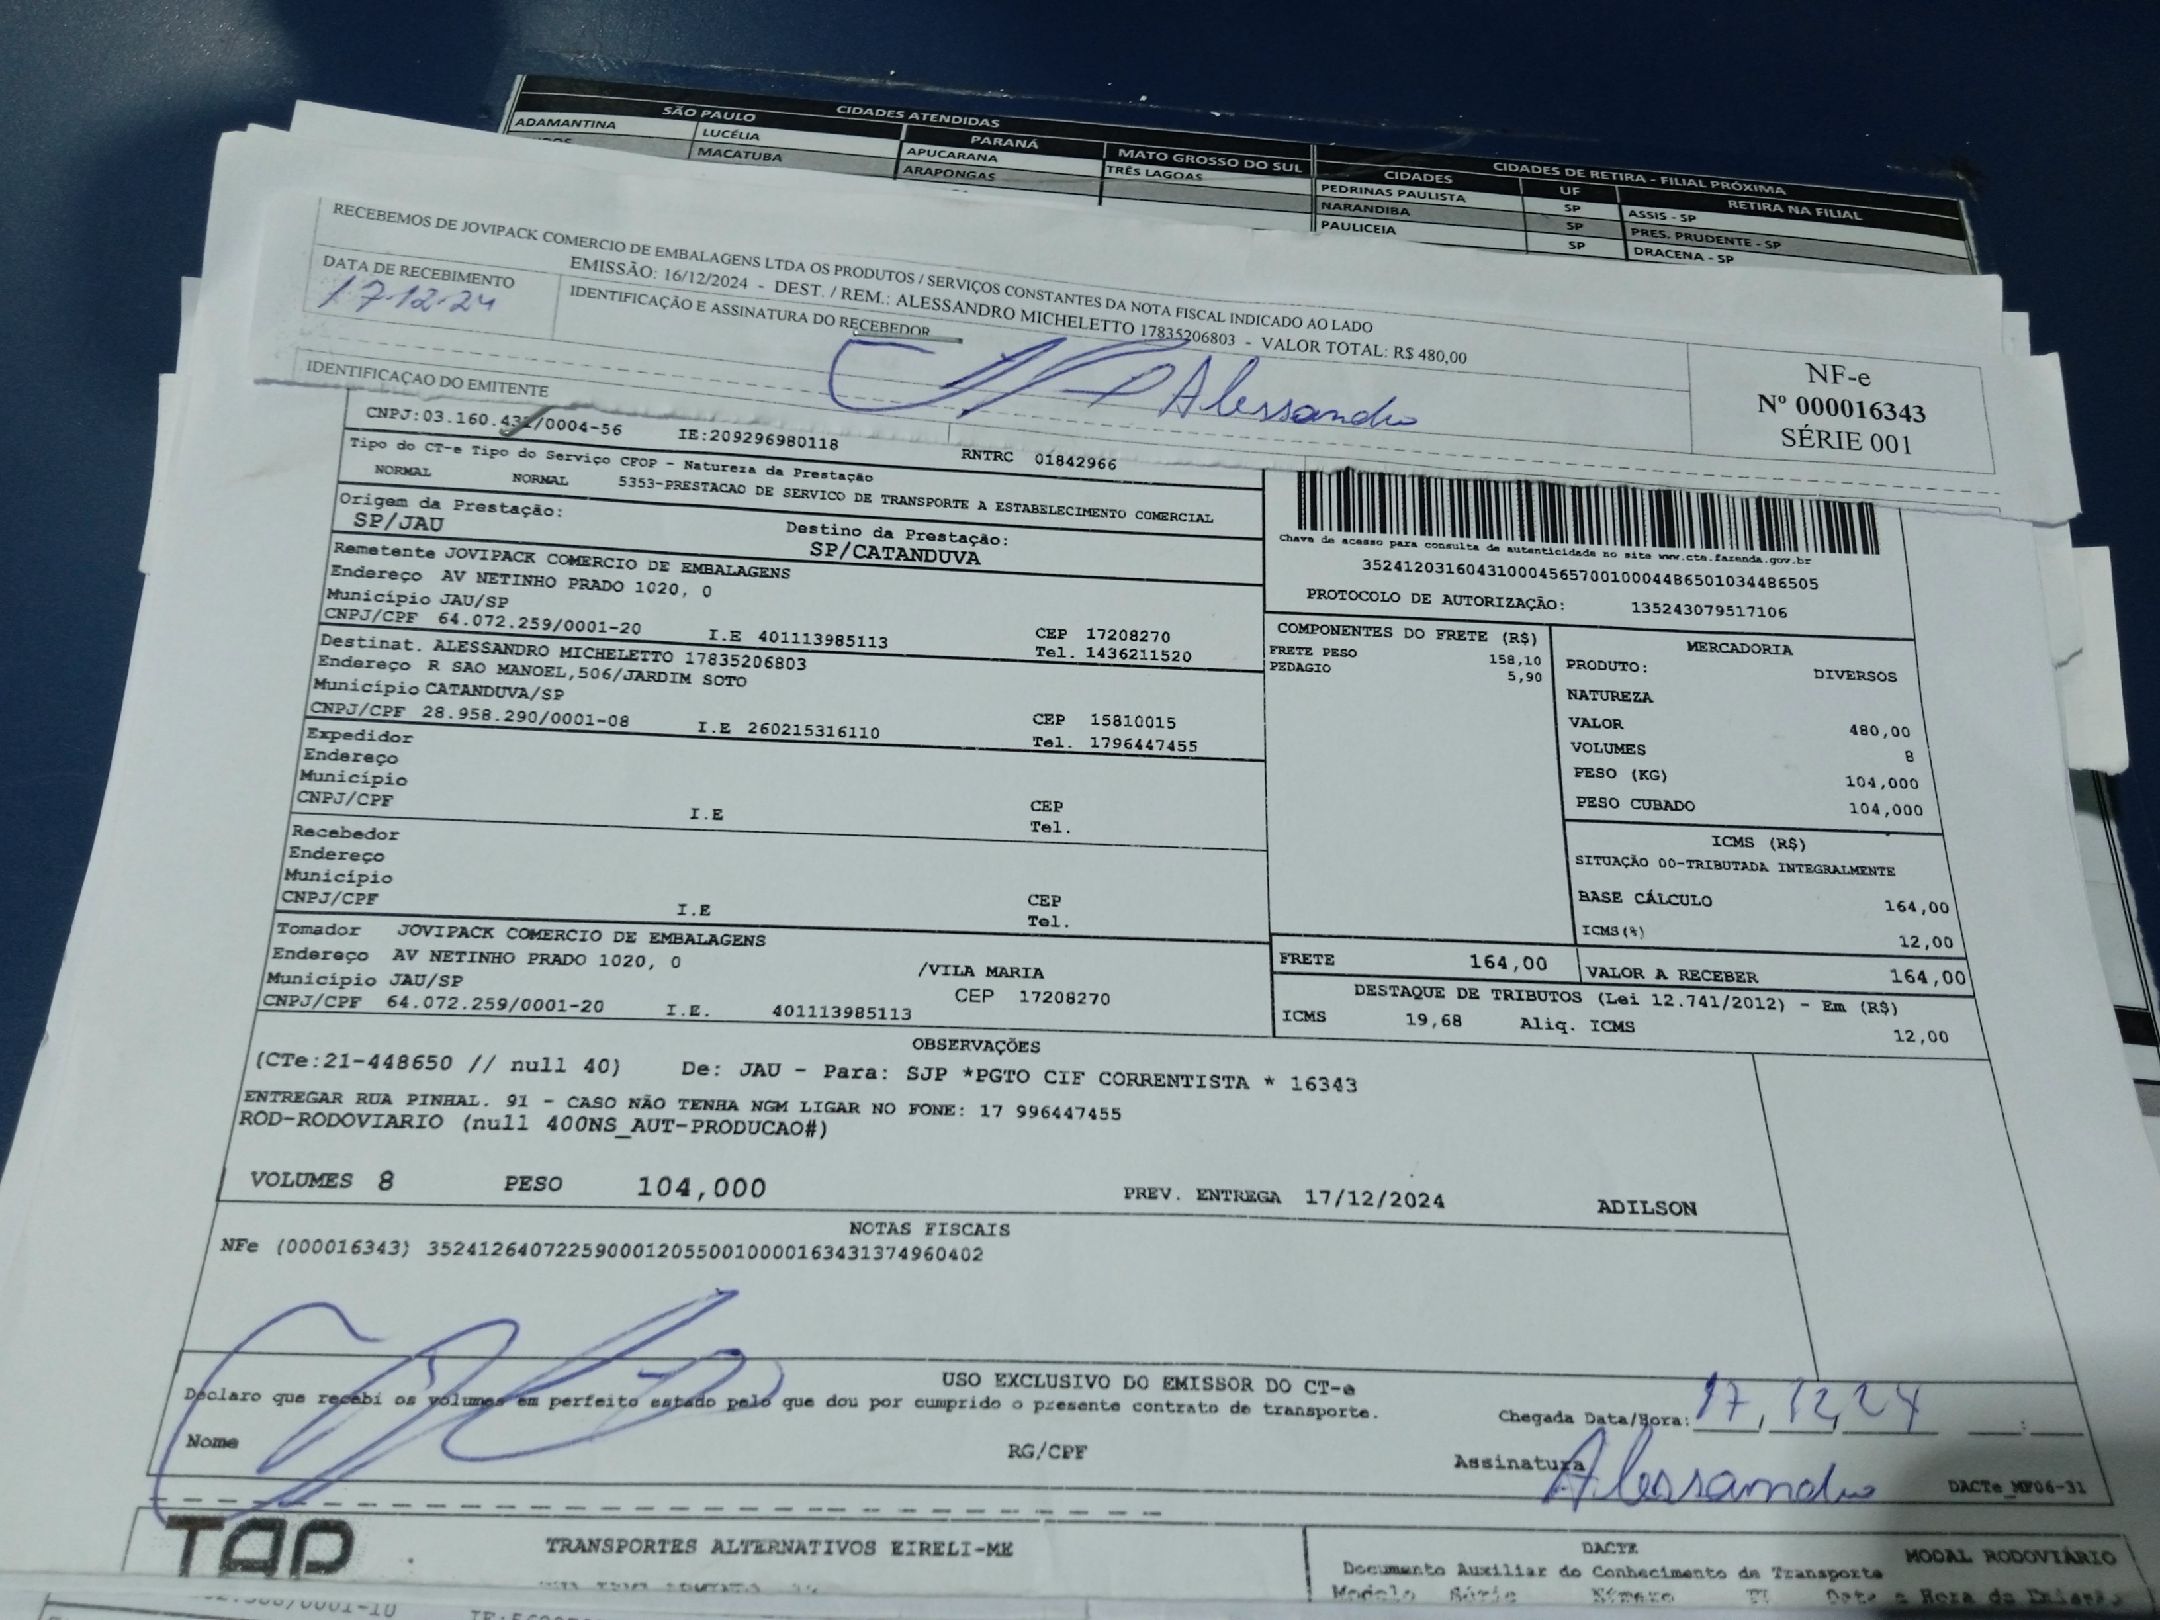 CIDADES ATENDIDAS
SÃO PAULO PARANÁ MATO GROSSO DO SUL
ADAMANTINA LUCÉLIA APUCARANA TRÊS LAGOAS
MACATUBA ARAPONGAS
CIDADES DE RETIRA - FILIAL PRÓXIMA
CIDADES UF RETIRA NA FILIAL
PEDRINAS PAULISTA SP ASSIS - SP
NARANDIBA SP PRES. PRUDENTE - SP
PAULICEIA SP DRACENA - SP
RECEBEMOS DE JOVIPACK COMERCIO DE EMBALAGENS LTDA OS PRODUTOS / SERVIÇOS CONSTANTES DA NOTA FISCAL INDICADO AO LADO
EMISSÃO: 16/12/2024 - DEST. / REM.: ALESSANDRO MICHELETTO 17835206803 - VALOR TOTAL: R$ 480,00
DATA DE RECEBIMENTO
17-12-24
IDENTIFICAÇÃO E ASSINATURA DO RECEBEDOR
Alessandro
NF-e
Nº 000016343
SÉRIE 001
IDENTIFICAÇAO DO EMITENTE
CNPJ:03.160.431/0004-56 IE:209296980118 RNTRC 01842966
Tipo do CT-e Tipo do Serviço CFOP - Natureza da Prestação
NORMAL NORMAL 5353-PRESTACAO DE SERVICO DE TRANSPORTE A ESTABELECIMENTO COMERCIAL
Origem da Prestação: Destino da Prestação:
SP/JAU SP/CATANDUVA
Remetente JOVIPACK COMERCIO DE EMBALAGENS
Endereço AV NETINHO PRADO 1020, 0
Município JAU/SP CEP 17208270
CNPJ/CPF 64.072.259/0001-20 I.E 401113985113 Tel. 1436211520
Destinat. ALESSANDRO MICHELETTO 17835206803
Endereço R SAO MANOEL,506/JARDIM SOTO
Município CATANDUVA/SP CEP 15810015
CNPJ/CPF 28.958.290/0001-08 I.E 260215316110 Tel. 1796447455
Expedidor
Endereço
Município CEP
CNPJ/CPF I.E Tel.
Recebedor
Endereço
Município CEP
CNPJ/CPF I.E Tel.
Tomador JOVIPACK COMERCIO DE EMBALAGENS
Endereço AV NETINHO PRADO 1020, 0 /VILA MARIA
Município JAU/SP CEP 17208270
CNPJ/CPF 64.072.259/0001-20 I.E. 401113985113
Chave de acesso para consulta de autenticidade no site www.cte.fazenda.gov.br
35241203160431000456570010004486501034486505
PROTOCOLO DE AUTORIZAÇÃO: 135243079517106
COMPONENTES DO FRETE (R$)
FRETE PESO 158,10
PEDAGIO 5,90
MERCADORIA
PRODUTO: DIVERSOS
NATUREZA
VALOR 480,00
VOLUMES 8
PESO (KG) 104,000
PESO CUBADO 104,000
ICMS (R$)
SITUAÇÃO 00-TRIBUTADA INTEGRALMENTE
BASE CÁLCULO 164,00
ICMS(%) 12,00
FRETE 164,00 VALOR A RECEBER 164,00
DESTAQUE DE TRIBUTOS (Lei 12.741/2012) - Em (R$)
ICMS 19,68 Aliq. ICMS 12,00
OBSERVAÇÕES
(CTe:21-448650 // null 40) De: JAU - Para: SJP *PGTO CIF CORRENTISTA * 16343
ENTREGAR RUA PINHAL. 91 - CASO NÃO TENHA NGM LIGAR NO FONE: 17 996447455
ROD-RODOVIARIO (null 400NS_AUT-PRODUCAO#)
VOLUMES 8 PESO 104,000 PREV. ENTREGA 17/12/2024 ADILSON
NOTAS FISCAIS
NFe (000016343) 35241264072259000120550010000163431374960402
USO EXCLUSIVO DO EMISSOR DO CT-e
Declaro que recebi os volumes em perfeito estado pelo que dou por cumprido o presente contrato de transporte.
Chegada Data/Hora: 17, 12, 24 :
Nome RG/CPF Assinatura Alessandro
DACTe_MF06-31
TAP
TRANSPORTES ALTERNATIVOS EIRELI-ME
DACTE MODAL RODOVIÁRIO
Documento Auxiliar do Conhecimento de Transporte
Modelo Série Número Fl Data e Hora de Emissão